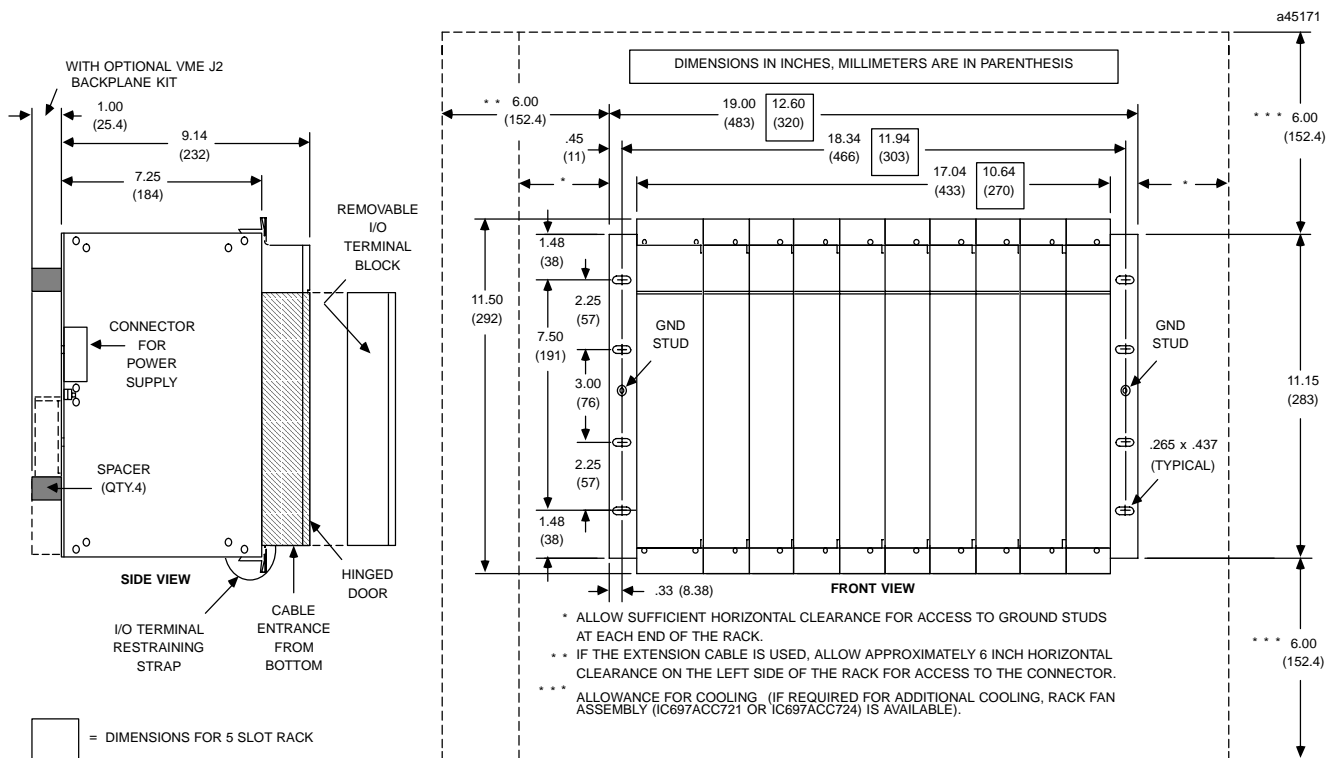 a45171
WITH OPTIONAL VME J2
BACKPLANE KIT
1.00
(25.4)
9.14
(232)
7.25
(184)
REMOVABLE
I/O
TERMINAL
BLOCK
CONNECTOR
FOR
POWER
SUPPLY
SPACER
(QTY.4)
SIDE VIEW
I/O TERMINAL
RESTRAINING
STRAP
CABLE
ENTRANCE
FROM
BOTTOM
HINGED
DOOR
= DIMENSIONS FOR 5 SLOT RACK
DIMENSIONS IN INCHES, MILLIMETERS ARE IN PARENTHESIS
* * 6.00
(152.4)
19.00
(483)
12.60
(320)
.45
(11)
18.34
(466)
11.94
(303)
*
17.04
(433)
10.64
(270)
*
* * * 6.00
(152.4)
11.50
(292)
1.48
(38)
2.25
(57)
7.50
(191)
3.00
(76)
2.25
(57)
1.48
(38)
GND
STUD
GND
STUD
11.15
(283)
.265 x .437
(TYPICAL)
.33 (8.38)
FRONT VIEW
* * * 6.00
(152.4)
* ALLOW SUFFICIENT HORIZONTAL CLEARANCE FOR ACCESS TO GROUND STUDS
AT EACH END OF THE RACK.
* * IF THE EXTENSION CABLE IS USED, ALLOW APPROXIMATELY 6 INCH HORIZONTAL
CLEARANCE ON THE LEFT SIDE OF THE RACK FOR ACCESS TO THE CONNECTOR.
* * * ALLOWANCE FOR COOLING (IF REQUIRED FOR ADDITIONAL COOLING, RACK FAN
ASSEMBLY (IC697ACC721 OR IC697ACC724) IS AVAILABLE).